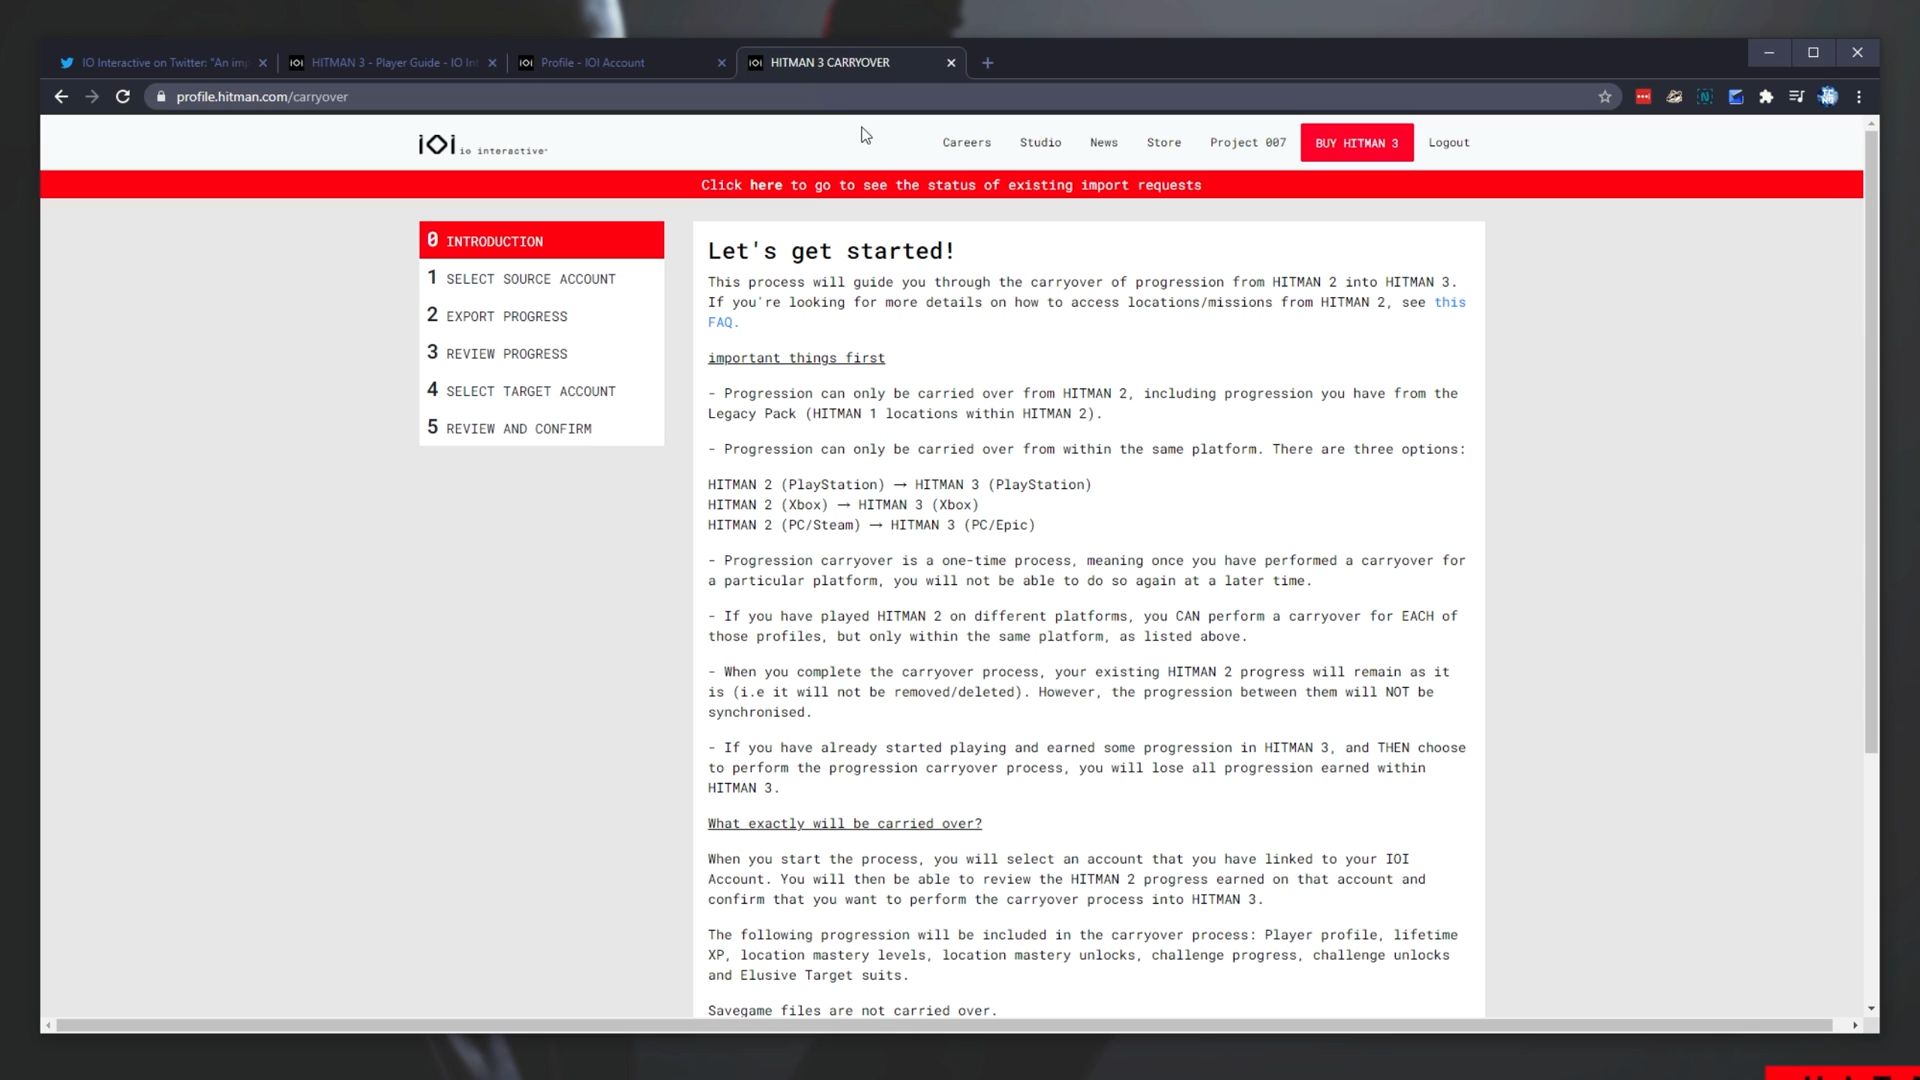 IO Interactive on Twitter: "An imp
HITMAN 3 - Player Guide - IO In
Profile - IOI Account
HITMAN 3 CARRYOVER
profile.hitman.com/carryover
iOi io interactive
Careers
Studio
News
Store
Project 007
BUY HITMAN 3
Logout
Click here to go to see the status of existing import requests
0 INTRODUCTION
1 SELECT SOURCE ACCOUNT
2 EXPORT PROGRESS
3 REVIEW PROGRESS
4 SELECT TARGET ACCOUNT
5 REVIEW AND CONFIRM
Let's get started!
This process will guide you through the carryover of progression from HITMAN 2 into HITMAN 3.
If you're looking for more details on how to access locations/missions from HITMAN 2, see this
FAQ.
important things first
- Progression can only be carried over from HITMAN 2, including progression you have from the
Legacy Pack (HITMAN 1 locations within HITMAN 2).
- Progression can only be carried over from within the same platform. There are three options:
HITMAN 2 (PlayStation) → HITMAN 3 (PlayStation)
HITMAN 2 (Xbox) → HITMAN 3 (Xbox)
HITMAN 2 (PC/Steam) → HITMAN 3 (PC/Epic)
- Progression carryover is a one-time process, meaning once you have performed a carryover for
a particular platform, you will not be able to do so again at a later time.
- If you have played HITMAN 2 on different platforms, you CAN perform a carryover for EACH of
those profiles, but only within the same platform, as listed above.
- When you complete the carryover process, your existing HITMAN 2 progress will remain as it
is (i.e it will not be removed/deleted). However, the progression between them will NOT be
synchronised.
- If you have already started playing and earned some progression in HITMAN 3, and THEN choose
to perform the progression carryover process, you will lose all progression earned within
HITMAN 3.
What exactly will be carried over?
When you start the process, you will select an account that you have linked to your IOI
Account. You will then be able to review the HITMAN 2 progress earned on that account and
confirm that you want to perform the carryover process into HITMAN 3.
The following progression will be included in the carryover process: Player profile, lifetime
XP, location mastery levels, location mastery unlocks, challenge progress, challenge unlocks
and Elusive Target suits.
Savegame files are not carried over.